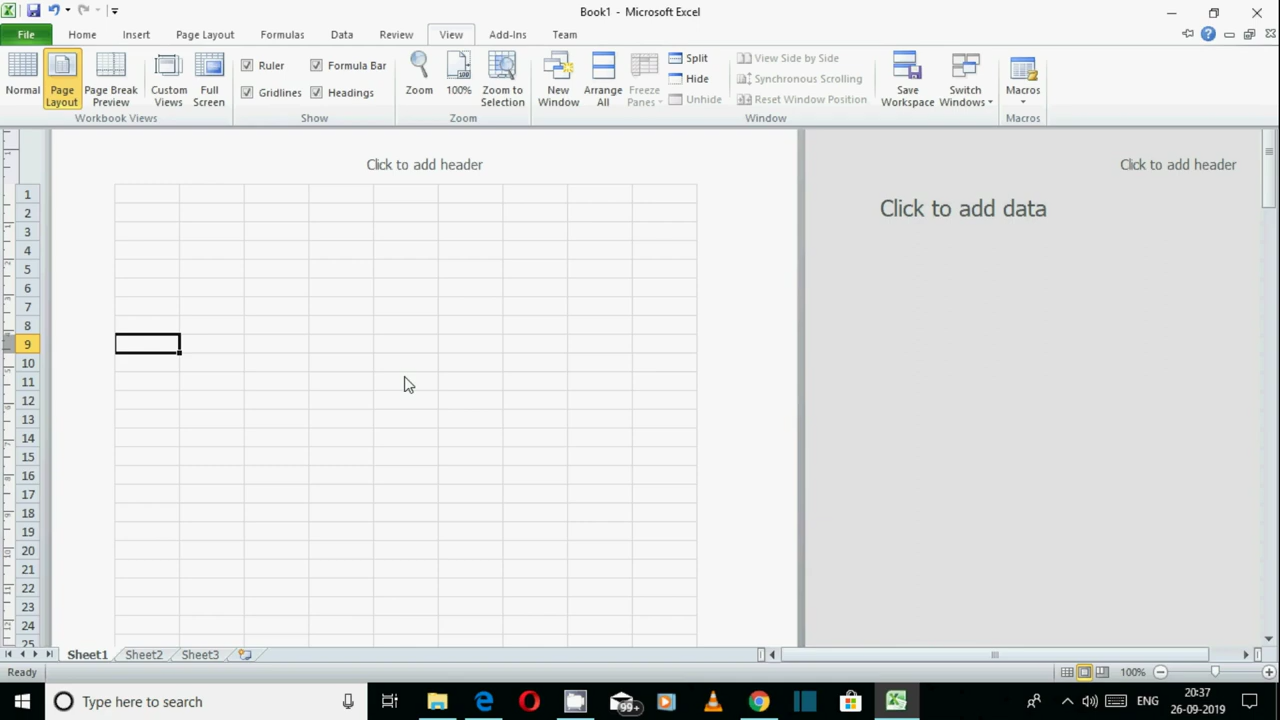 Book1 - Microsoft Excel
File Home Insert Page Layout Formulas Data Review View Add-Ins Team
Normal
Page Layout
Page Break Preview
Custom Views
Full Screen
Workbook Views
Ruler
Formula Bar
Gridlines
Headings
Show
Zoom
100%
Zoom to Selection
Zoom
New Window
Arrange All
Freeze Panes
Split
Hide
Unhide
View Side by Side
Synchronous Scrolling
Reset Window Position
Window
Save Workspace
Switch Windows
Macros
Macros
Click to add header
Click to add header
Click to add data
1
2
3
4
5
6
7
8
9
10
11
12
13
14
15
16
17
18
19
20
21
22
23
24
25
Sheet1 Sheet2 Sheet3
Ready
100%
Type here to search
99+
ENG
20:37
26-09-2019